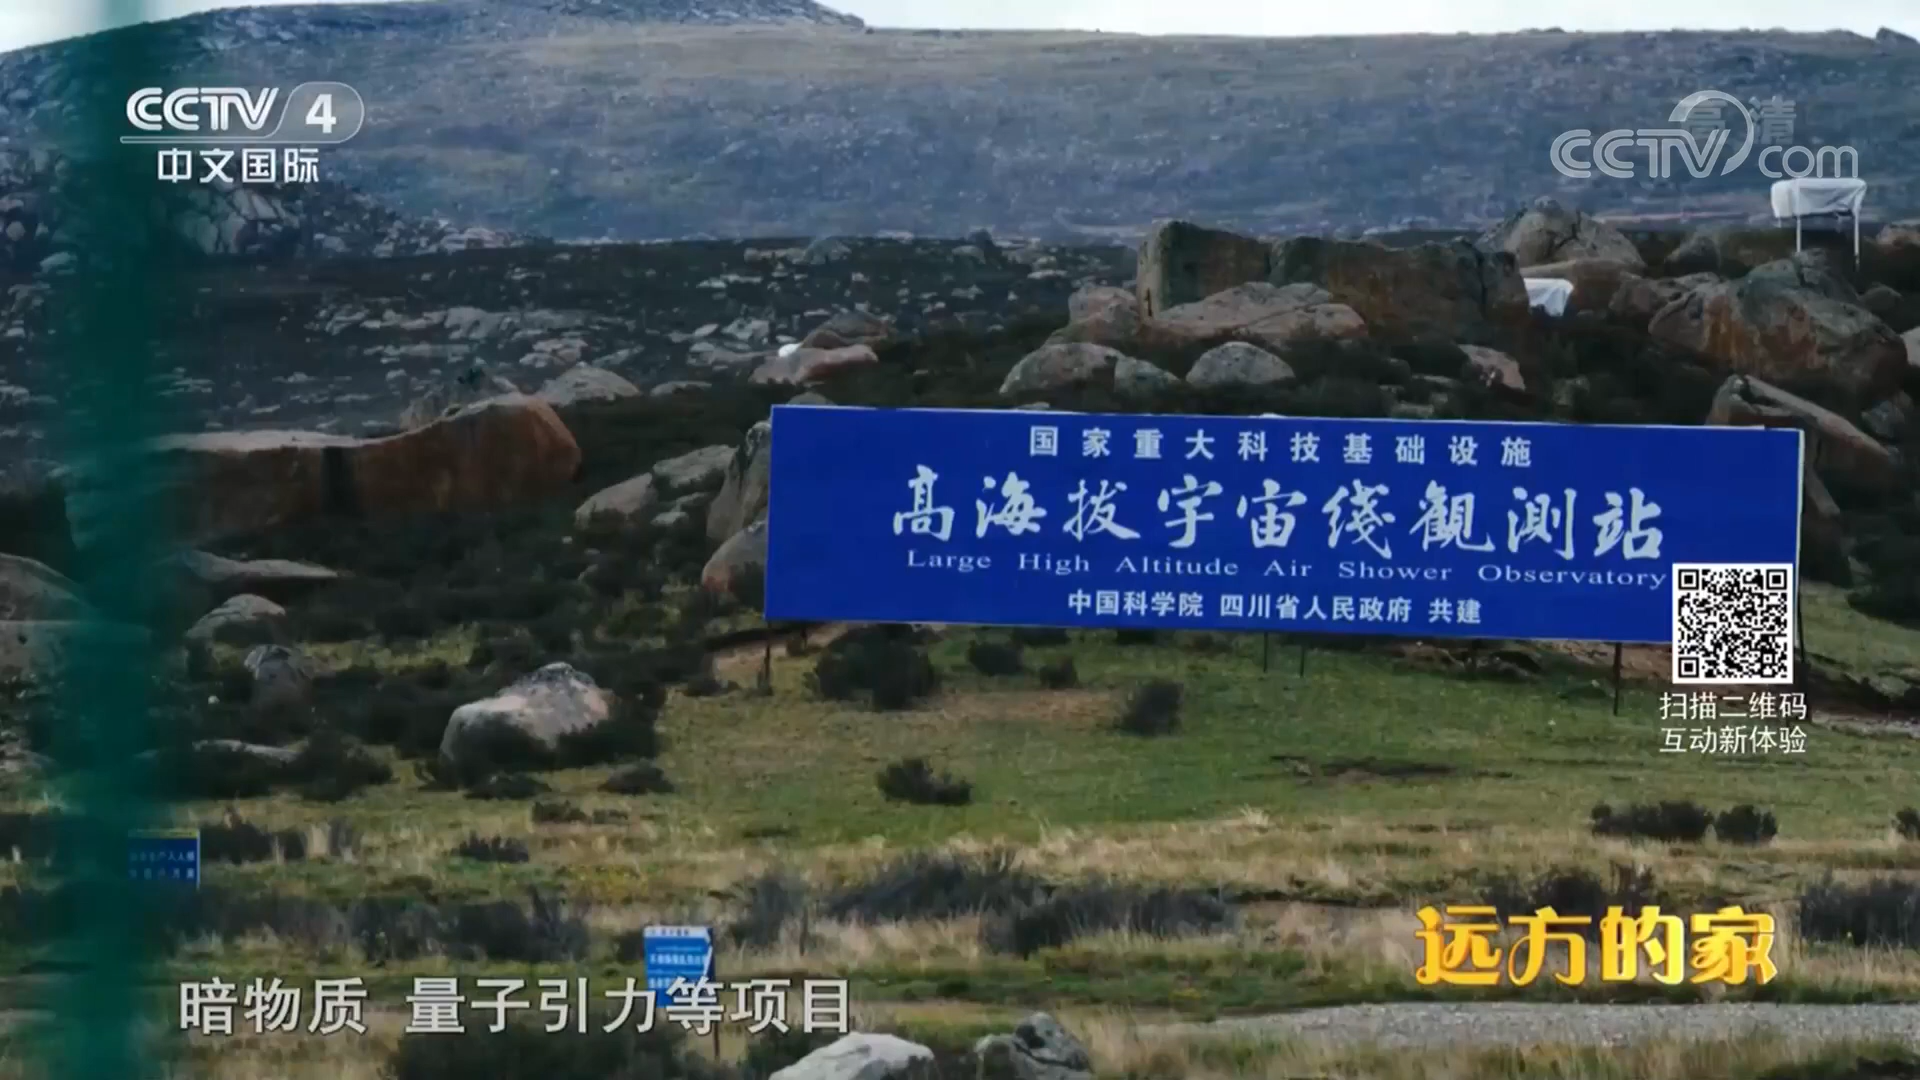 CCTV 4
中文国际
高清
CCTV.com
国家重大科技基础设施
高海拔宇宙线觀测站
Large High Altitude Air Shower Observatory
中国科学院 四川省人民政府 共建
扫描二维码
互动新体验
远方的家
暗物质 量子引力等项目